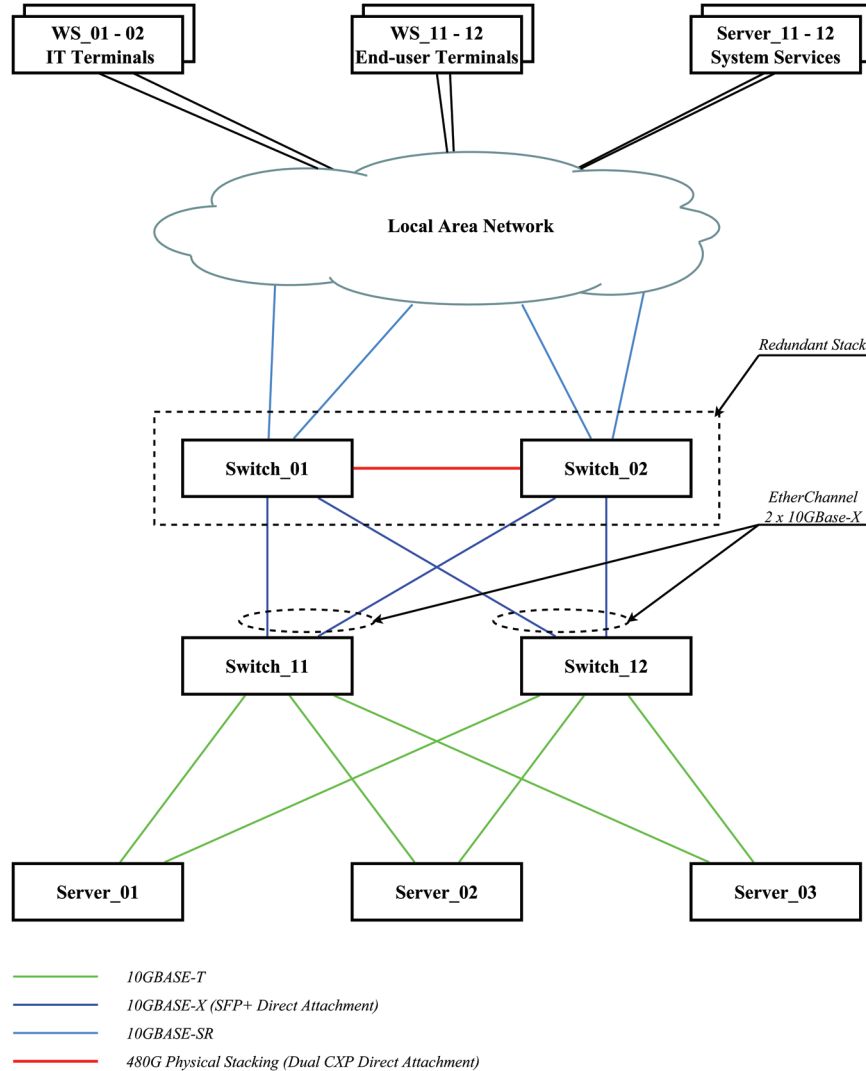 WS_01 - 02
IT Terminals
WS_11 - 12
End-user Terminals
Server_11 - 12
System Services
Local Area Network
Redundant Stack
Switch_01
Switch_02
EtherChannel
2 x 10GBase-X
Switch_11
Switch_12
Server_01
Server_02
Server_03
10GBASE-T
10GBASE-X (SFP+ Direct Attachment)
10GBASE-SR
480G Physical Stacking (Dual CXP Direct Attachment)